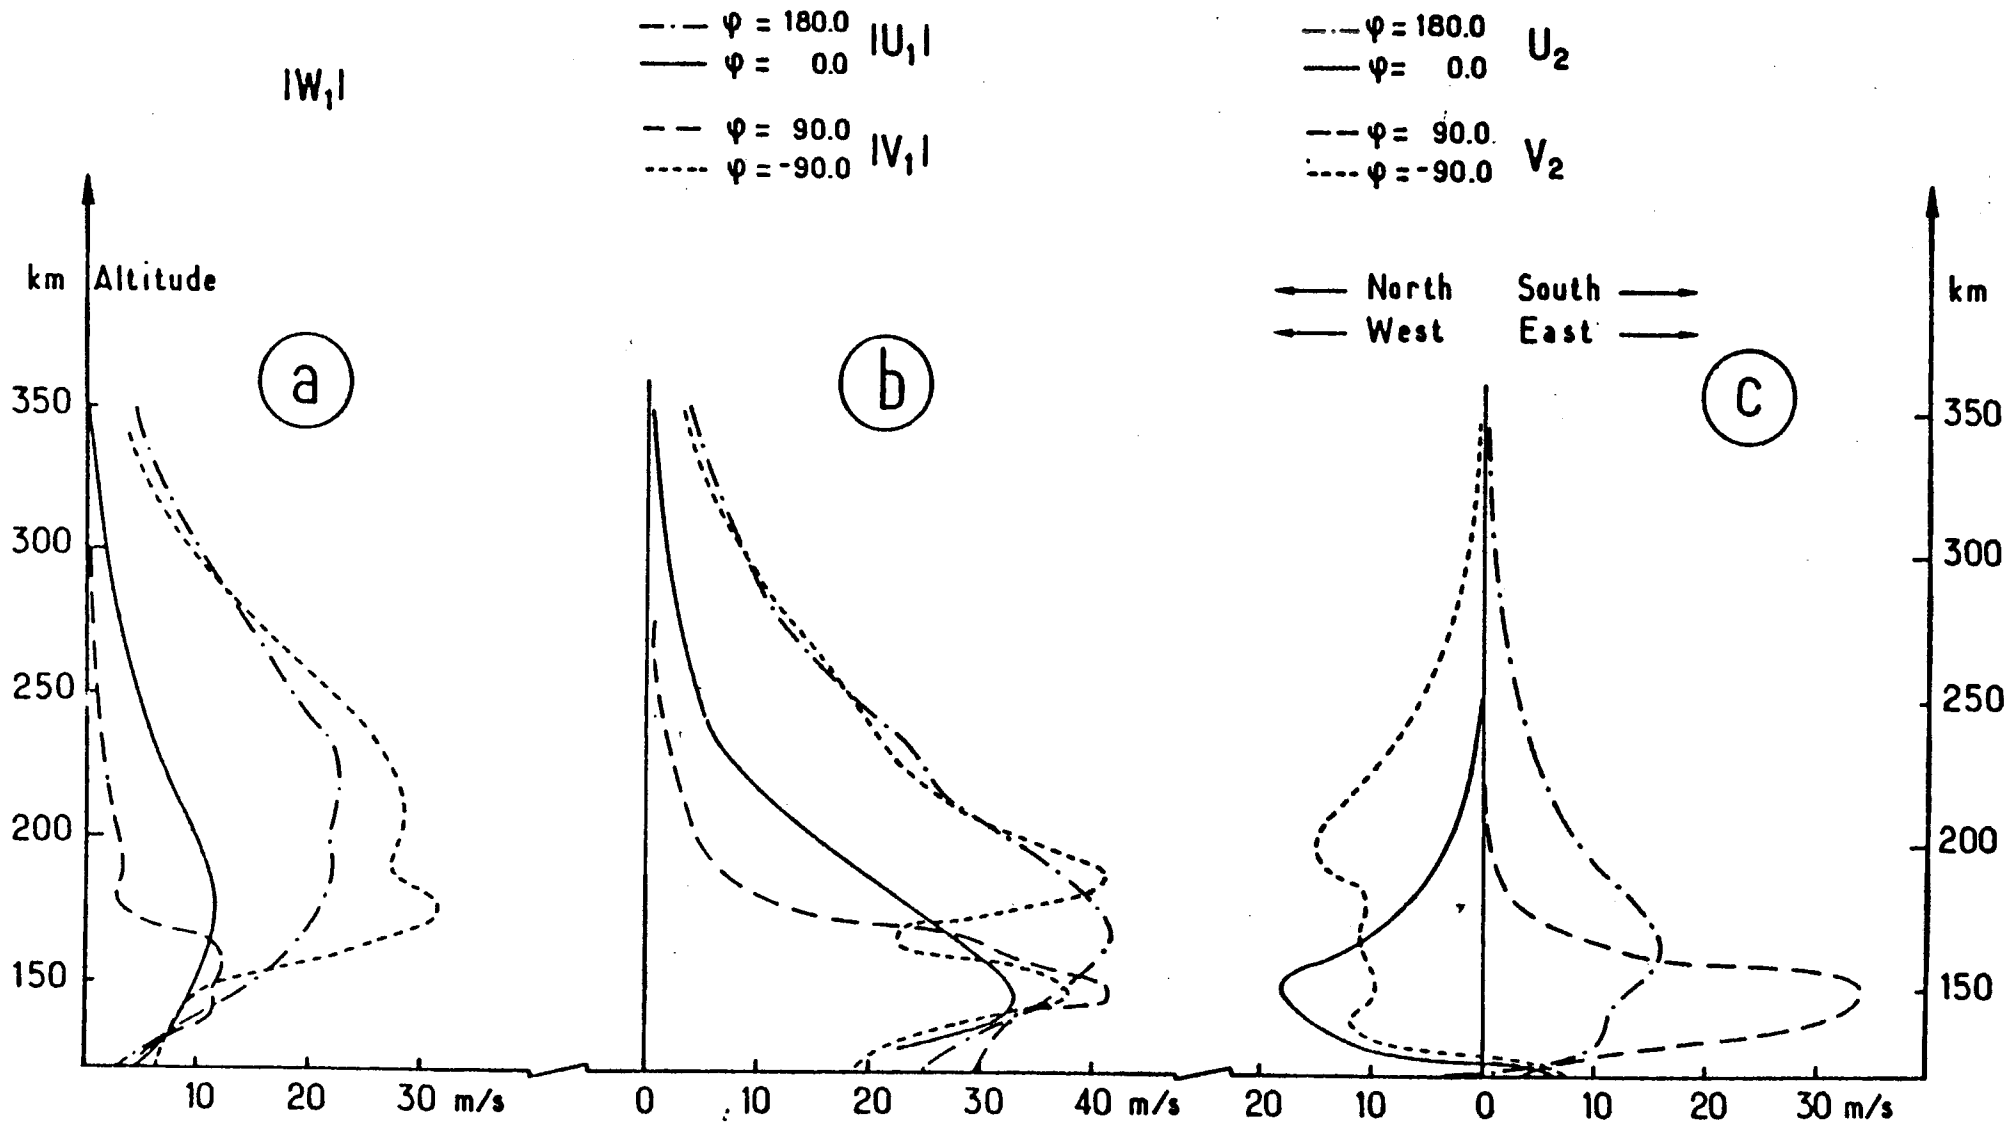 |W₁|
φ = 180.0 |U₁|
φ = 0.0
φ = 90.0 |V₁|
φ = -90.0
φ = 180.0 U₂
φ = 0.0
φ = 90.0 V₂
φ = -90.0
km Altitude
North South
West East
km
a
b
c
350
300
250
200
150
350
300
250
200
150
10 20 30 m/s
0 10 20 30 40 m/s
20 10 0 10 20 30 m/s